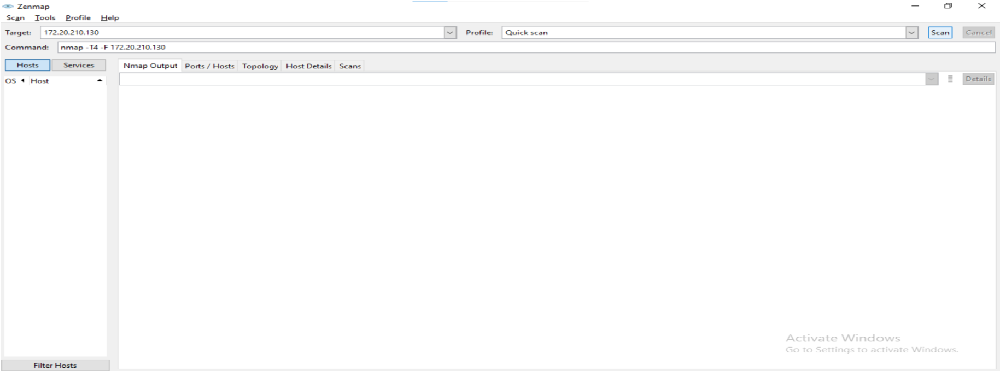 Zenmap
Scan Tools Profile Help
Target: 172.20.210.130 Profile: Quick scan Scan Cancel
Command: nmap -T4 -F 172.20.210.130
Hosts Services Nmap Output Ports / Hosts Topology Host Details Scans
OS Host Details
Activate Windows
Go to Settings to activate Windows.
Filter Hosts